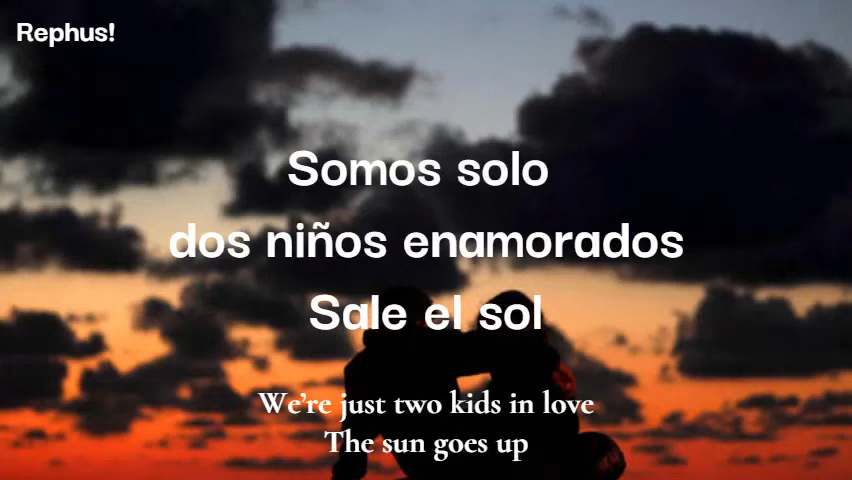 Rephus!
Somos solo
dos niños enamorados
Sale el sol
We're just two kids in love
The sun goes up